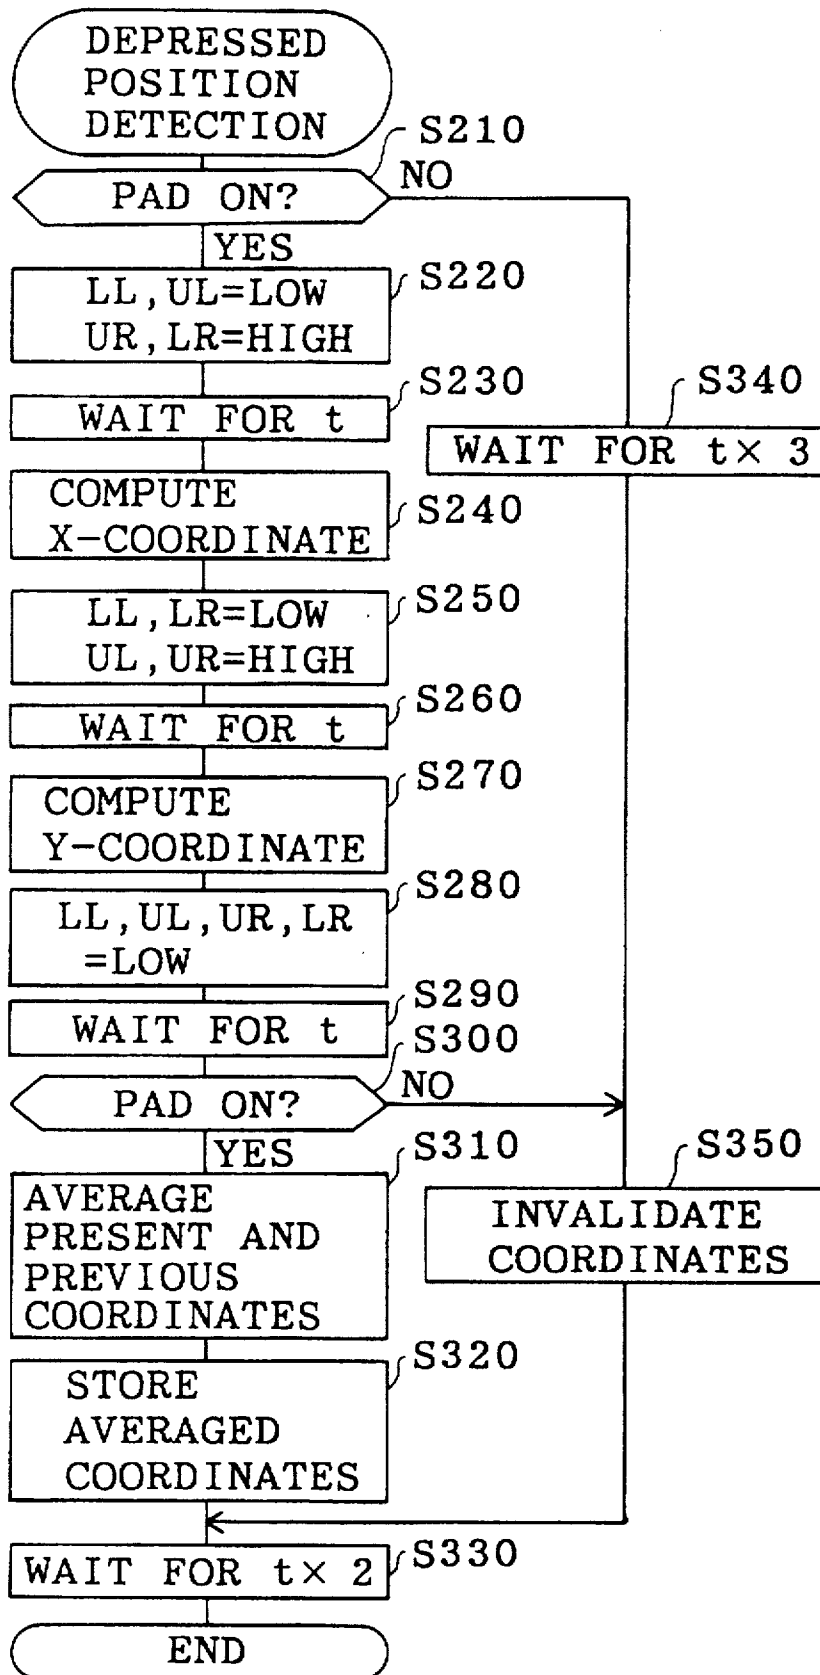 DEPRESSED
POSITION
DETECTION
S210
PAD ON?
NO
YES
S220
LL,UL=LOW
UR,LR=HIGH
S230
WAIT FOR t
S340
WAIT FOR t× 3
COMPUTE
X-COORDINATE
S240
S250
LL,LR=LOW
UL,UR=HIGH
S260
WAIT FOR t
S270
COMPUTE
Y-COORDINATE
S280
LL,UL,UR,LR
=LOW
S290
WAIT FOR t
S300
PAD ON?
NO
YES
S310
AVERAGE
PRESENT AND
PREVIOUS
COORDINATES
S350
INVALIDATE
COORDINATES
S320
STORE
AVERAGED
COORDINATES
S330
WAIT FOR t× 2
END